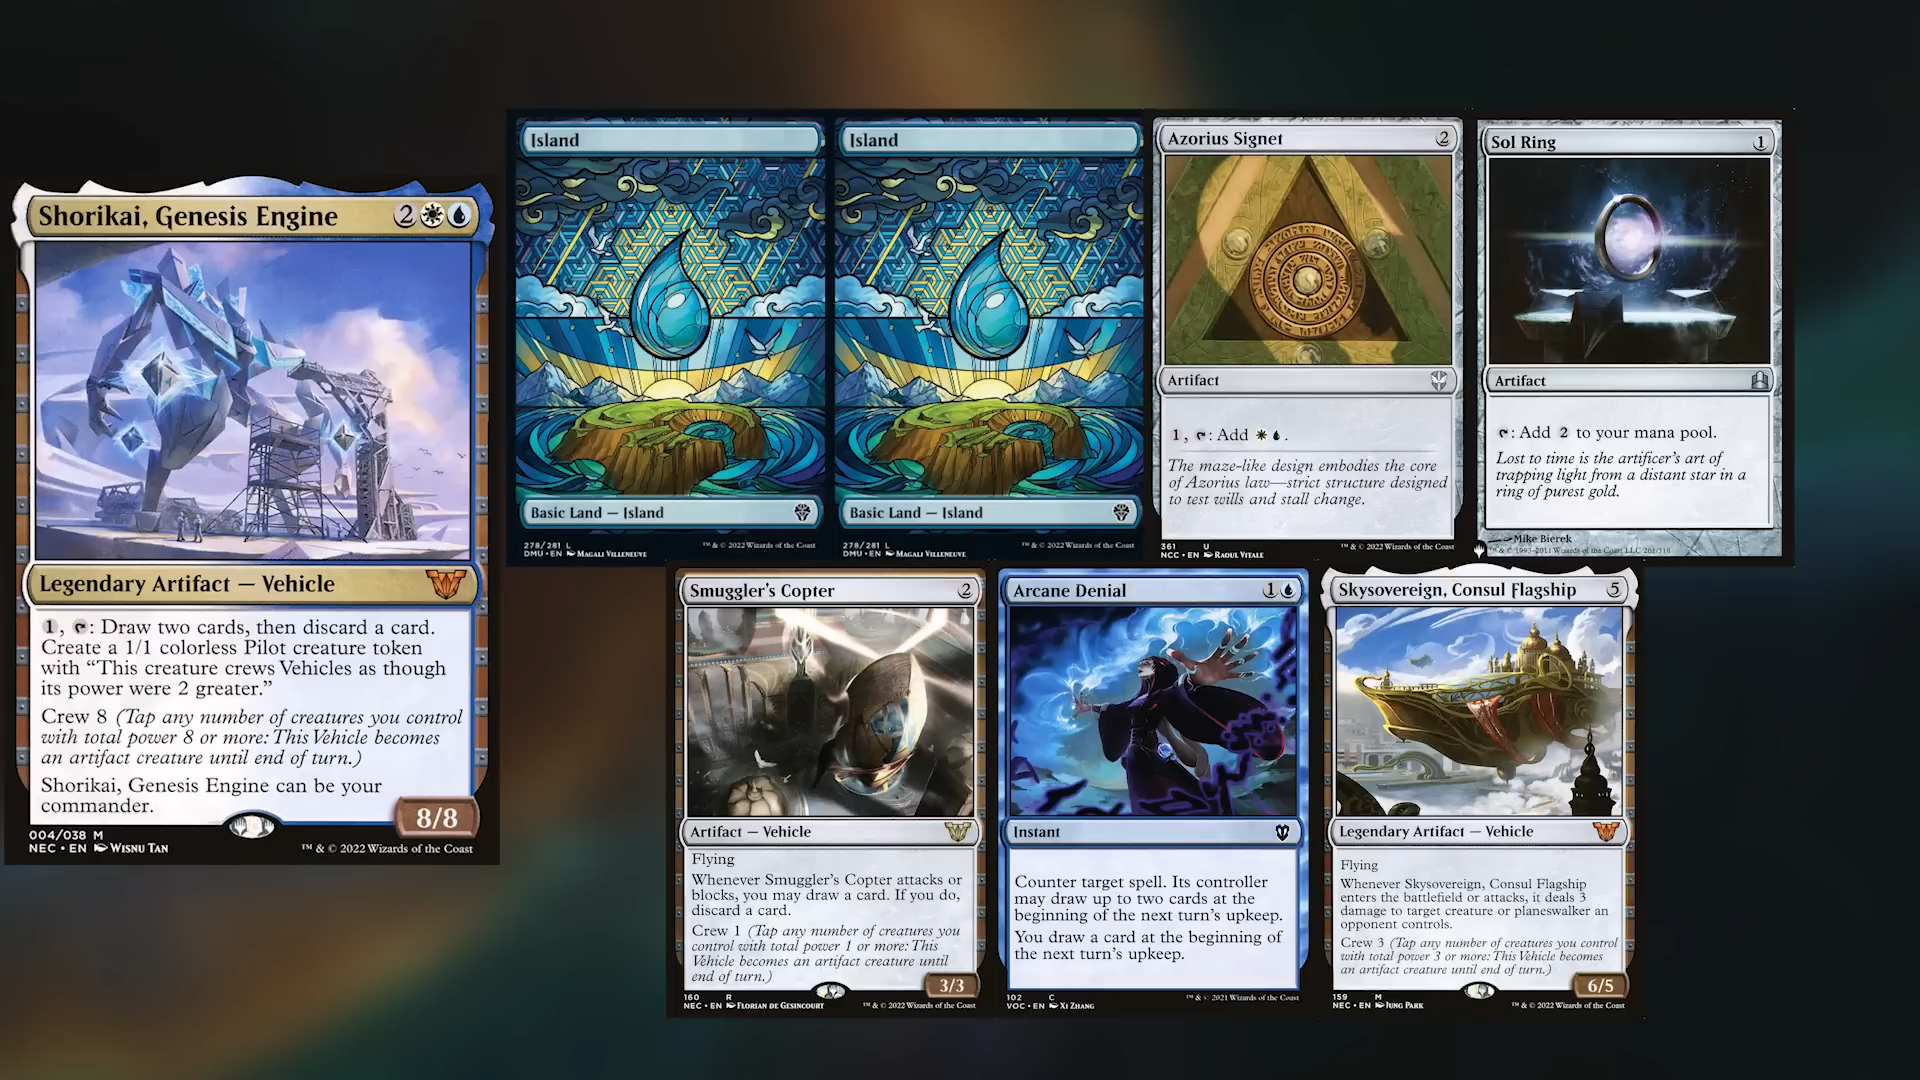 Shorikai, Genesis Engine 2
Legendary Artifact — Vehicle
1, : Draw two cards, then discard a card.
Create a 1/1 colorless Pilot creature token
with “This creature crews Vehicles as though
its power were 2 greater.”
Crew 8 (Tap any number of creatures you control
with total power 8 or more: This Vehicle becomes
an artifact creature until end of turn.)
Shorikai, Genesis Engine can be your
commander.
8/8
004/038 M
NEC • EN WISNU TAN
™ & © 2022 Wizards of the Coast
Island
Basic Land — Island
278/281 L
DMU • EN MAGALI VILLENEUVE
™ & © 2022 Wizards of the Coast
Island
Basic Land — Island
278/281 L
DMU • EN MAGALI VILLENEUVE
™ & © 2022 Wizards of the Coast
Azorius Signet 2
Artifact
1, : Add .
The maze-like design embodies the core
of Azorius law—strict structure designed
to test wills and stall change.
361 U
NCC • EN RAOUL VITALE
™ & © 2022 Wizards of the Coast
Sol Ring 1
Artifact
: Add 2 to your mana pool.
Lost to time is the artificer's art of
trapping light from a distant star in a
ring of purest gold.
Mike Bierek
™ & © 1993-2011 Wizards of the Coast LLC 261/318
Smuggler's Copter 2
Artifact — Vehicle
Flying
Whenever Smuggler's Copter attacks or
blocks, you may draw a card. If you do,
discard a card.
Crew 1 (Tap any number of creatures you
control with total power 1 or more: This
Vehicle becomes an artifact creature until
end of turn.)
3/3
160 R
NEC • EN FLORIAN DE GESINCOURT
™ & © 2022 Wizards of the Coast
Arcane Denial 1
Instant
Counter target spell. Its controller
may draw up to two cards at the
beginning of the next turn's upkeep.
You draw a card at the beginning of
the next turn's upkeep.
102 C
VOC • EN XI ZHANG
™ & © 2021 Wizards of the Coast
Skysovereign, Consul Flagship 5
Legendary Artifact — Vehicle
Flying
Whenever Skysovereign, Consul Flagship
enters the battlefield or attacks, it deals 3
damage to target creature or planeswalker an
opponent controls.
Crew 3 (Tap any number of creatures you control
with total power 3 or more: This Vehicle becomes
an artifact creature until end of turn.)
6/5
159 M
NEC • EN JUNG PARK
™ & © 2022 Wizards of the Coast